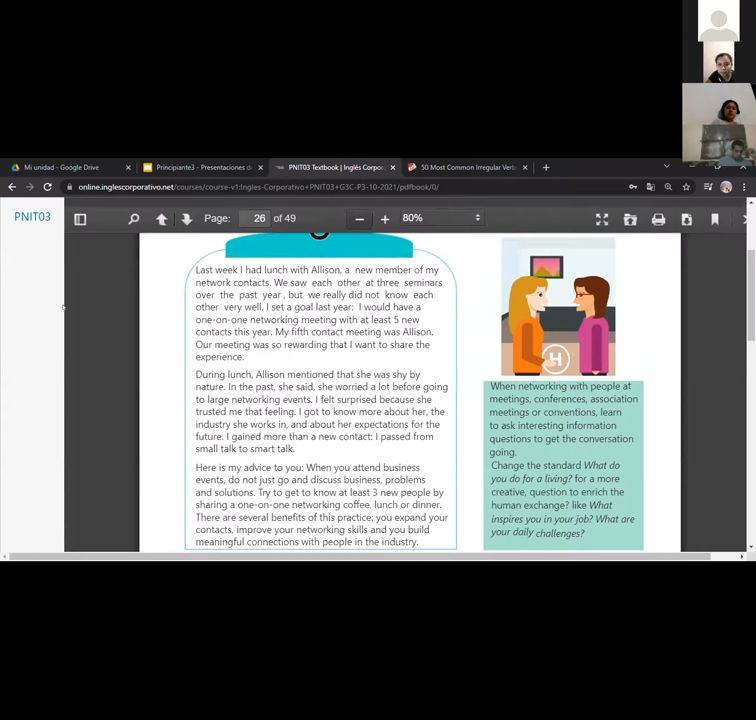 Mi unidad - Google Drive
Principiante3 - Presentaciones d
PNIT03 Textbook | Inglés Corpor
50 Most Common Irregular Verb
online.inglescorporativo.net/courses/course-v1:Ingles-Corporativo+PNIT03+G3C-P3-10-2021/pdfbook/0/
PNIT03
Page: 26 of 49
80%
Last week I had lunch with Allison, a new member of my
network contacts. We saw each other at three seminars
over the past year, but we really did not know each
other very well. I set a goal last year: I would have a
one-on-one networking meeting with at least 5 new
contacts this year. My fifth contact meeting was Allison.
Our meeting was so rewarding that I want to share the
experience.
During lunch, Allison mentioned that she was shy by
nature. In the past, she said, she worried a lot before going
to large networking events. I felt surprised because she
trusted me that feeling. I got to know more about her, the
industry she works in, and about her expectations for the
future. I gained more than a new contact: I passed from
small talk to smart talk.
Here is my advice to you: When you attend business
events, do not just go and discuss business, problems
and solutions. Try to get to know at least 3 new people by
sharing a one-on-one networking coffee, lunch or dinner.
There are several benefits of this practice: you expand your
contacts, improve your networking skills and you build
meaningful connections with people in the industry.
H
When networking with people at
meetings, conferences, association
meetings or conventions, learn
to ask interesting information
questions to get the conversation
going.
Change the standard What do
you do for a living? for a more
creative, question to enrich the
human exchange? like What
inspires you in your job? What are
your daily challenges?